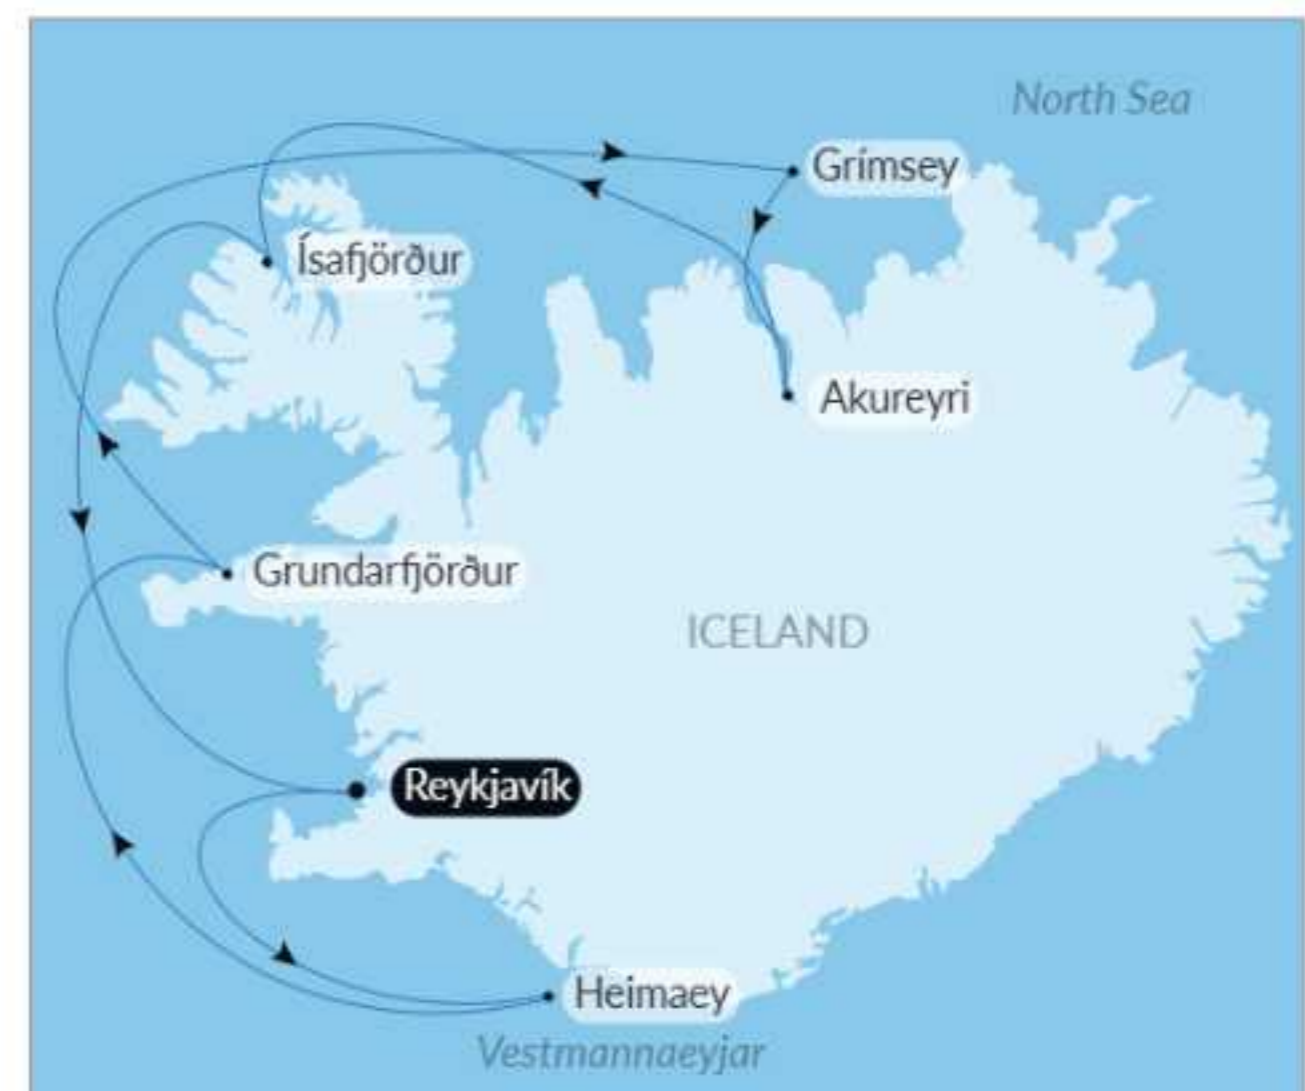 North Sea
Grímsey
Ísafjörður
Akureyri
Grundarfjörður
ICELAND
Reykjavík
Heimaey
Vestmannaeyjar